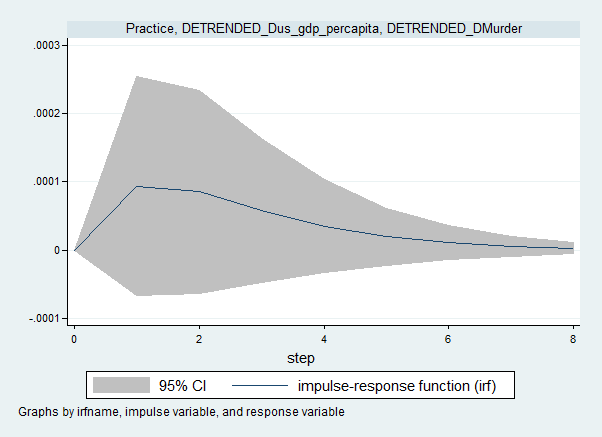 Practice, DETRENDED_Dus_gdp_percapita, DETRENDED_DMurder
.0003
.0002
.0001
0
-.0001
0 2 4 6 8
step
95% CI impulse-response function (irf)
Graphs by irfname, impulse variable, and response variable